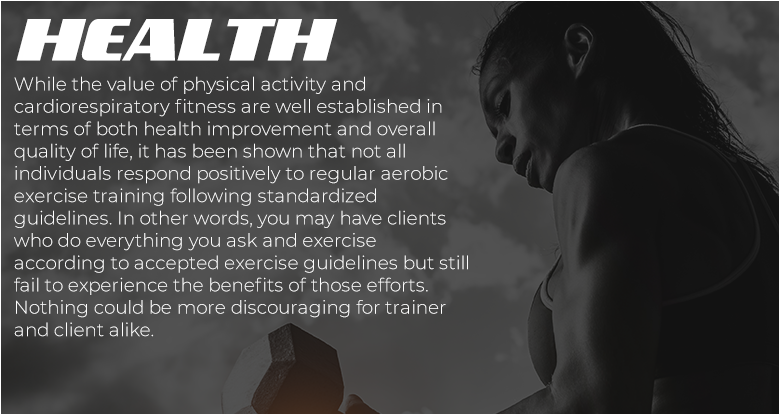 HEALTH
While the value of physical activity and
cardiorespiratory fitness are well established in
terms of both health improvement and overall
quality of life, it has been shown that not all
individuals respond positively to regular aerobic
exercise training following standardized
guidelines. In other words, you may have clients
who do everything you ask and exercise
according to accepted exercise guidelines but still
fail to experience the benefits of those efforts.
Nothing could be more discouraging for trainer
and client alike.